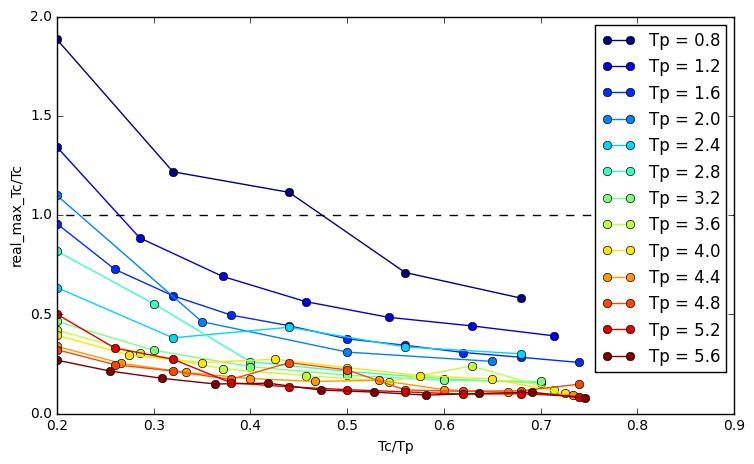 2.0
1.5
1.0
0.5
0.0
real_max_Tc/Tc
0.2 0.3 0.4 0.5 0.6 0.7 0.8 0.9
Tc/Tp
Tp = 0.8
Tp = 1.2
Tp = 1.6
Tp = 2.0
Tp = 2.4
Tp = 2.8
Tp = 3.2
Tp = 3.6
Tp = 4.0
Tp = 4.4
Tp = 4.8
Tp = 5.2
Tp = 5.6